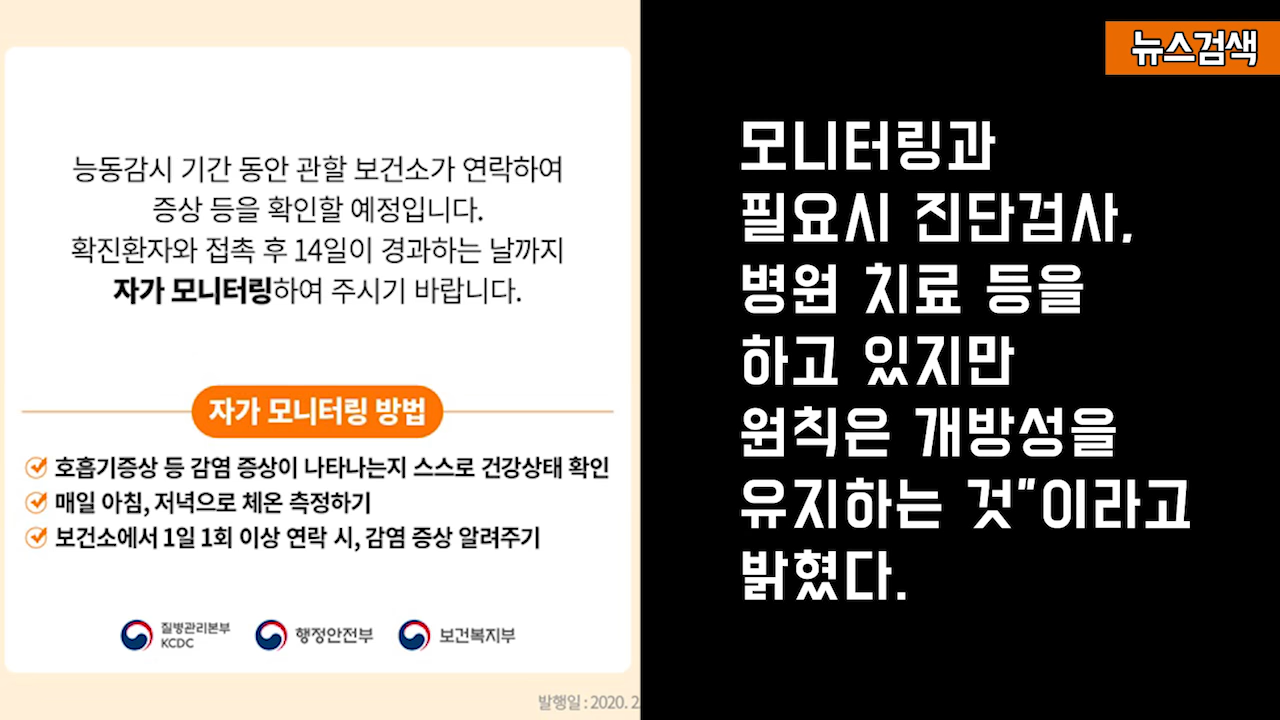 능동감시 기간 동안 관할 보건소가 연락하여
증상 등을 확인할 예정입니다.
확진환자와 접촉 후 14일이 경과하는 날까지
자가 모니터링하여 주시기 바랍니다.
자가 모니터링 방법
호흡기증상 등 감염 증상이 나타나는지 스스로 건강상태 확인
매일 아침, 저녁으로 체온 측정하기
보건소에서 1일 1회 이상 연락 시, 감염 증상 알려주기
질병관리본부
KCDC
행정안전부
보건복지부
발행일 : 2020. 2
뉴스검색
모니터링과
필요시 진단검사,
병원 치료 등을
하고 있지만
원칙은 개방성을
유지하는 것"이라고
밝혔다.